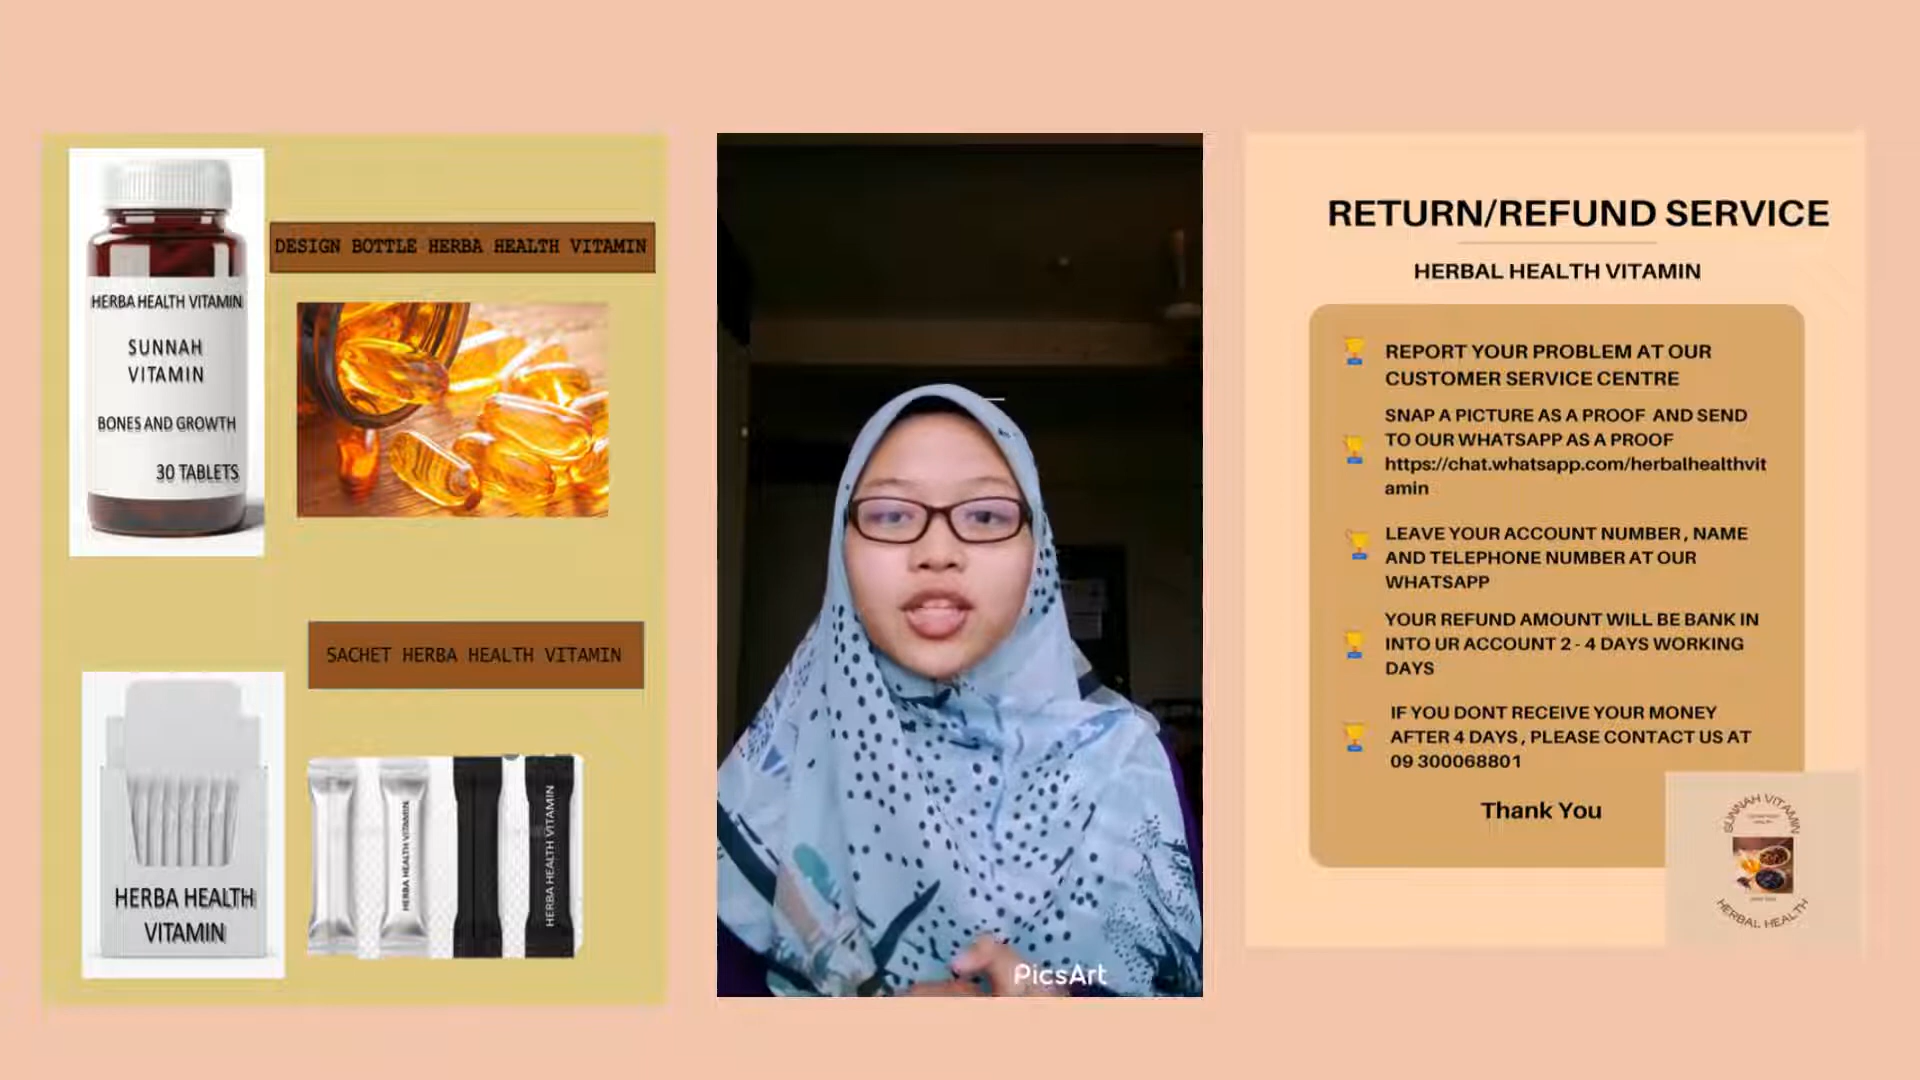 DESIGN BOTTLE HERBA HEALTH VITAMIN
HERBA HEALTH VITAMIN
SUNNAH
VITAMIN
BONES AND GROWTH
30 TABLETS
SACHET HERBA HEALTH VITAMIN
HERBA HEALTH
VITAMIN
HERBA HEALTH VITAMIN
HERBA HEALTH VITAMIN
PicsArt
RETURN/REFUND SERVICE
HERBAL HEALTH VITAMIN
REPORT YOUR PROBLEM AT OUR
CUSTOMER SERVICE CENTRE
SNAP A PICTURE AS A PROOF AND SEND
TO OUR WHATSAPP AS A PROOF
https://chat.whatsapp.com/herbalhealthvit
amin
LEAVE YOUR ACCOUNT NUMBER , NAME
AND TELEPHONE NUMBER AT OUR
WHATSAPP
YOUR REFUND AMOUNT WILL BE BANK IN
INTO UR ACCOUNT 2 - 4 DAYS WORKING
DAYS
IF YOU DONT RECEIVE YOUR MONEY
AFTER 4 DAYS , PLEASE CONTACT US AT
09 300068801
Thank You
SUNNAH VITAMIN
HERBAL HEALTH